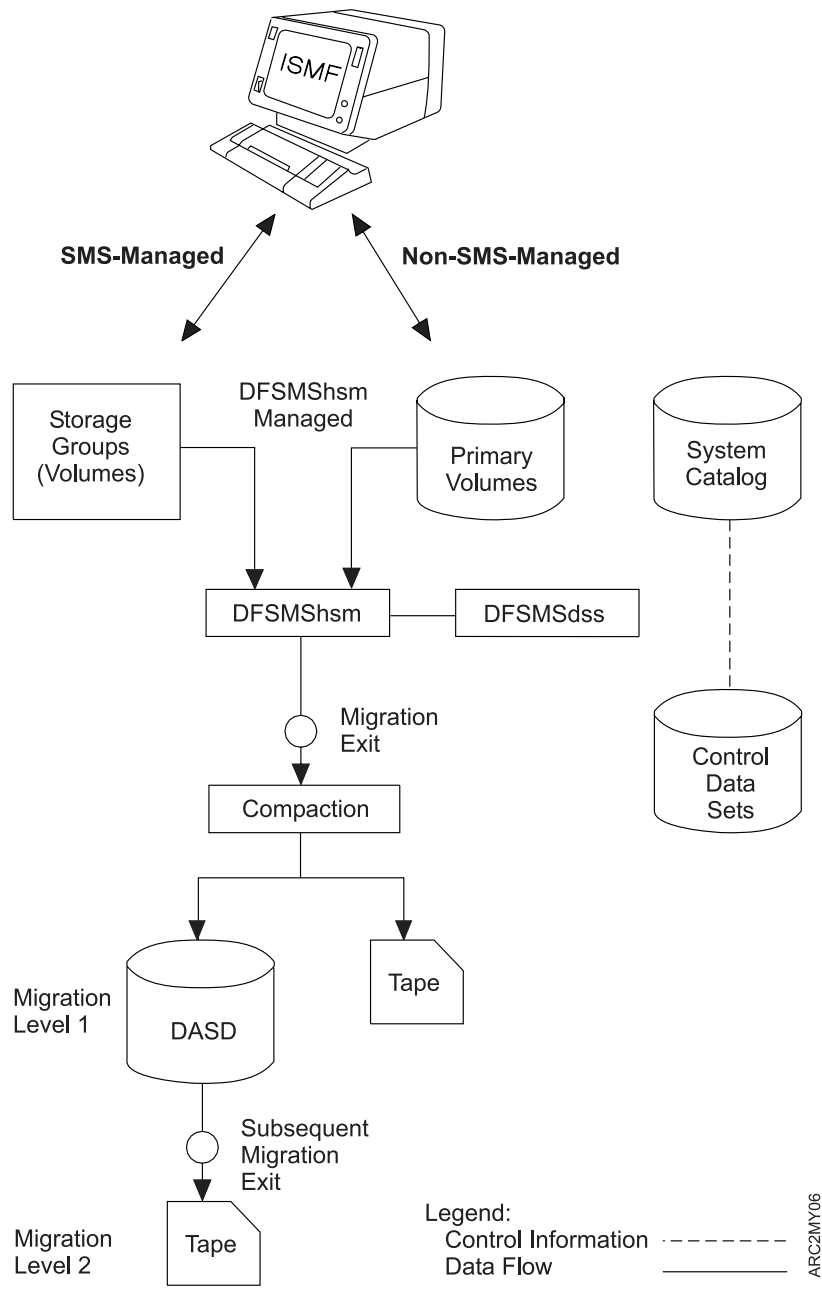 ISMF
SMS-Managed
Non-SMS-Managed
Storage
Groups
(Volumes)
DFSMShsm
Managed
Primary
Volumes
System
Catalog
DFSMShsm
DFSMSdss
Migration
Exit
Control
Data
Sets
Compaction
Migration
Level 1
DASD
Tape
Subsequent
Migration
Exit
Migration
Level 2
Tape
Legend:
Control Information
Data Flow
ARC2MY06